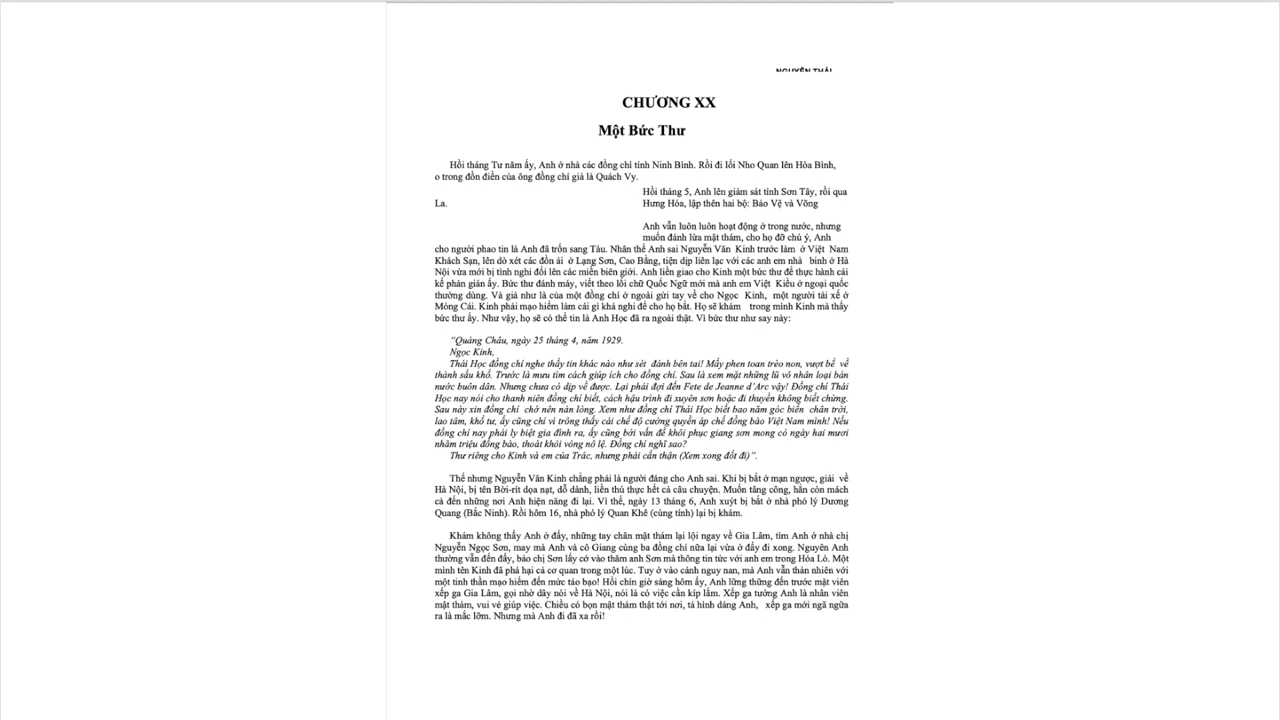 NGUYỄN THÁI
CHƯƠNG XX
Một Bức Thư
Hồi tháng Tư năm ấy, Anh ở nhà các đồng chí tỉnh Ninh Bình. Rồi đi lối Nho Quan lên Hòa Bình,
o trong đồn điền của ông đồng chí già là Quách Vy.
Hồi tháng 5, Anh lên giám sát tỉnh Sơn Tây, rồi qua
La. Hưng Hóa, lập thên hai bộ: Bảo Vệ và Võng
Anh vẫn luôn luôn hoạt động ở trong nước, nhưng
muốn đánh lừa mật thám, cho họ đỡ chú ý, Anh
cho người phao tin là Anh đã trốn sang Tàu. Nhân thể Anh sai Nguyễn Văn Kinh trước làm ở Việt Nam
Khách Sạn, lên dò xét các đồn ải ở Lạng Sơn, Cao Bằng, tiện dịp liên lạc với các anh em nhà binh ở Hà
Nội vừa mới bị tình nghi đổi lên các miền biên giới. Anh liền giao cho Kinh một bức thư để thực hành cái
kế phản gián ấy. Bức thư đánh máy, viết theo lối chữ Quốc Ngữ mới mà anh em Việt Kiều ở ngoại quốc
thường dùng. Và giả như là của một đồng chí ở ngoài gửi tay về cho Ngọc Kinh, một người tài xế ở
Móng Cái. Kinh phải mạo hiểm làm cái gì khả nghi để cho họ bắt. Họ sẽ khám trong mình Kinh mà thấy
bức thư ấy. Như vậy, họ sẽ có thể tin là Anh Học đã ra ngoài thật. Vì bức thư như say này:
"Quảng Châu, ngày 25 tháng 4, năm 1929.
Ngọc Kinh,
Thái Học đồng chí nghe thấy tin khác nào như sét đánh bên tai! Mấy phen toan trèo non, vượt bể về
thành sầu khổ. Trước là mưu tìm cách giúp ích cho đồng chí. Sau là xem mặt những lũ vô nhân loại bán
nước buôn dân. Nhưng chưa có dịp về được. Lại phải đợi đến Fete de Jeanne d'Arc vậy! Đồng chí Thái
Học nay nói cho thanh niên đồng chí biết, cách hậu trình đi xuyên sơn hoặc đi thuyền không biết chừng.
Sau này xin đồng chí chớ nên nản lòng. Xem như đồng chí Thái Học biết bao năm góc biển chân trời,
lao tâm, khổ tư, ấy cũng chỉ vì trông thấy cái chế độ cường quyền áp chế đồng bào Việt Nam mình! Nếu
đồng chí nay phải ly biệt gia đình ra, ấy cũng bởi vấn đề khôi phục giang sơn mong có ngày hai mươi
nhăm triệu đồng bào, thoát khỏi vòng nô lệ. Đồng chí nghĩ sao?
Thư riêng cho Kinh và em của Trác, nhưng phải cẩn thận (Xem xong đốt đi)".
Thế nhưng Nguyễn Văn Kinh chẳng phải là người đáng cho Anh sai. Khi bị bắt ở mạn ngược, giải về
Hà Nội, bị tên Bời-rít dọa nạt, dỗ dành, liền thú thực hết cả câu chuyện. Muốn tâng công, hắn còn mách
cả đến những nơi Anh hiện năng đi lại. Vì thế, ngày 13 tháng 6, Anh xuýt bị bắt ở nhà phó lý Dương
Quang (Bắc Ninh). Rồi hôm 16, nhà phó lý Quan Khê (cùng tỉnh) lại bị khám.
Khám không thấy Anh ở đấy, những tay chân mật thám lại lội ngay về Gia Lâm, tìm Anh ở nhà chị
Nguyễn Ngọc Sơn, may mà Anh và cô Giang cùng ba đồng chí nữa lại vừa ở đấy đi xong. Nguyên Anh
thường vẫn đến đấy, bảo chị Sơn lấy cớ vào thăm anh Sơn mà thông tin tức với anh em trong Hỏa Lò. Một
mình tên Kinh đã phá hại cả cơ quan trong một lúc. Tuy ở vào cảnh nguy nan, mà Anh vẫn thản nhiên với
một tinh thần mạo hiểm đến mức táo bạo! Hồi chín giờ sáng hôm ấy, Anh lững thững đến trước mặt viên
xếp ga Gia Lâm, gọi nhờ dây nói về Hà Nội, nói là có việc cần kíp lắm. Xếp ga tưởng Anh là nhân viên
mật thám, vui vẻ giúp việc. Chiều có bọn mật thám thật tới nơi, tả hình dáng Anh, xếp ga mới ngã ngữa
ra là mắc lỡm. Nhưng mà Anh đi đã xa rồi!